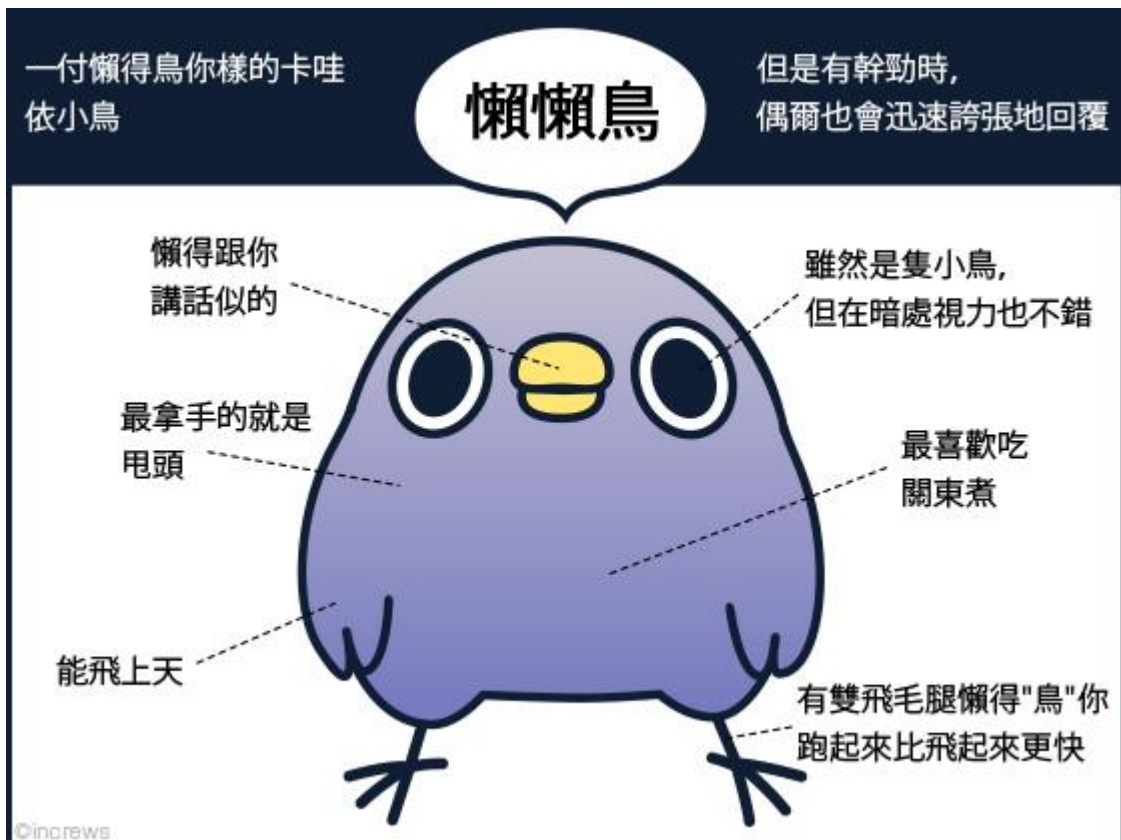 一付懶得鳥你樣的卡哇
依小鳥
懶懶鳥
但是有幹勁時,
偶爾也會迅速誇張地回覆
懶得跟你
講話似的
雖然是隻小鳥,
但在暗處視力也不錯
最拿手的就是
甩頭
最喜歡吃
關東煮
能飛上天
有雙飛毛腿懶得"鳥"你
跑起來比飛起來更快
©increws